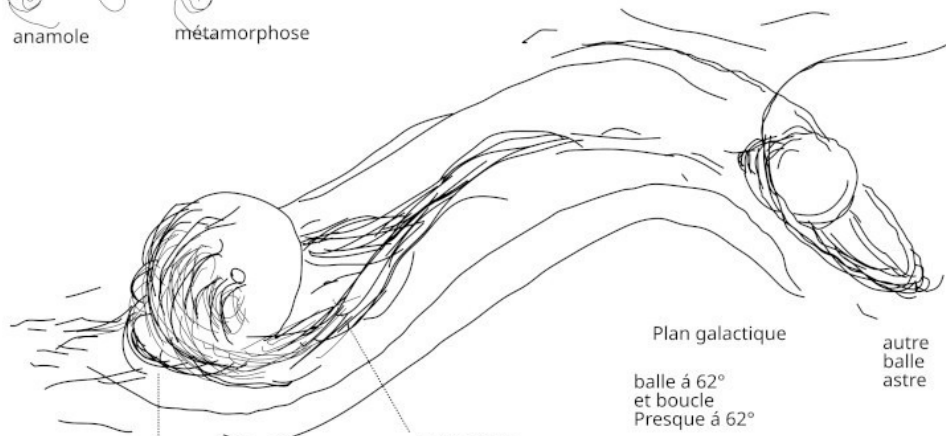 anamole
métamorphose
Plan galactique
balle á 62°
et boucle
Presque á 62°
autre
balle
astre